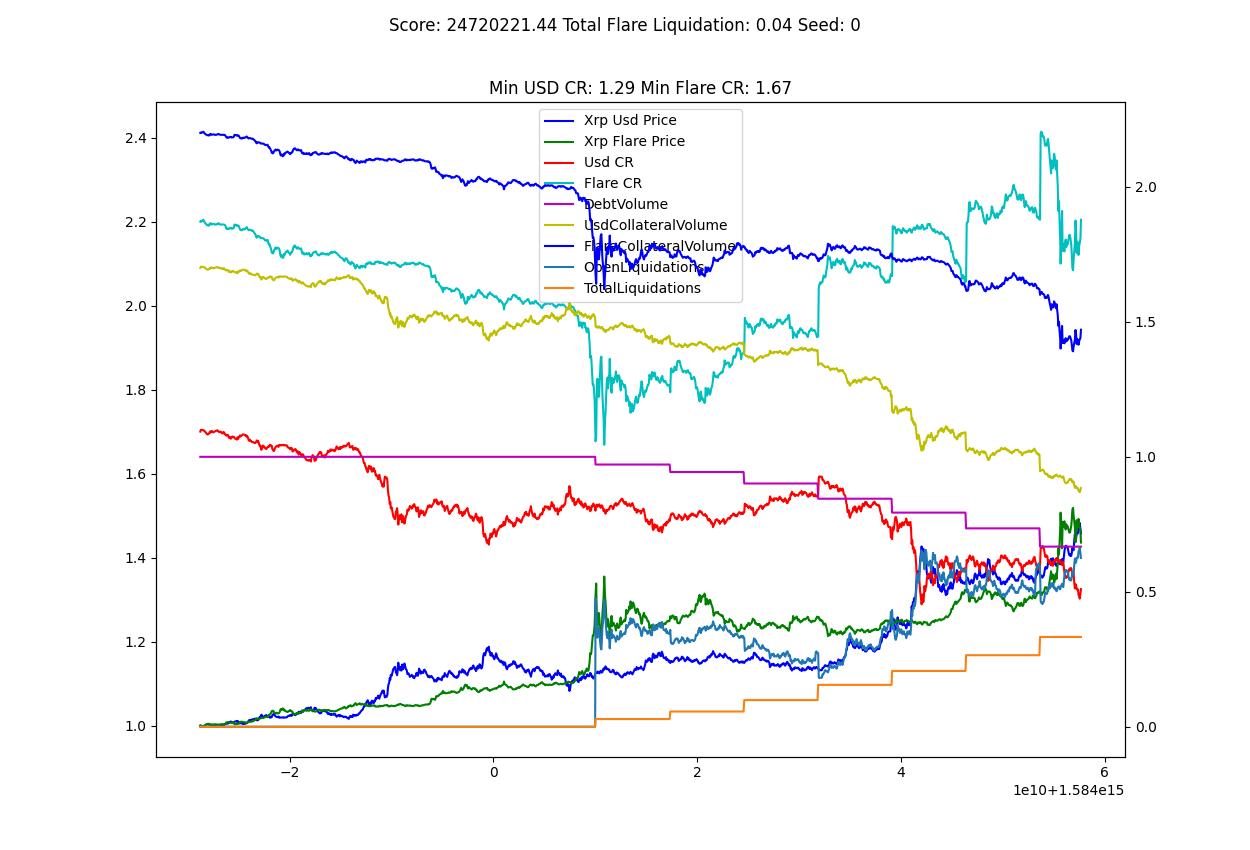 Score: 24720221.44 Total Flare Liquidation: 0.04 Seed: 0
Min USD CR: 1.29 Min Flare CR: 1.67
Xrp Usd Price
Xrp Flare Price
Usd CR
Flare CR
DebtVolume
UsdCollateralVolume
FlareCollateralVolume
OpenLiquidations
TotalLiquidations
2.4
2.2
2.0
1.8
1.6
1.4
1.2
1.0
2.0
1.5
1.0
0.5
0.0
−2 0 2 4 6
1e10+1.584e15